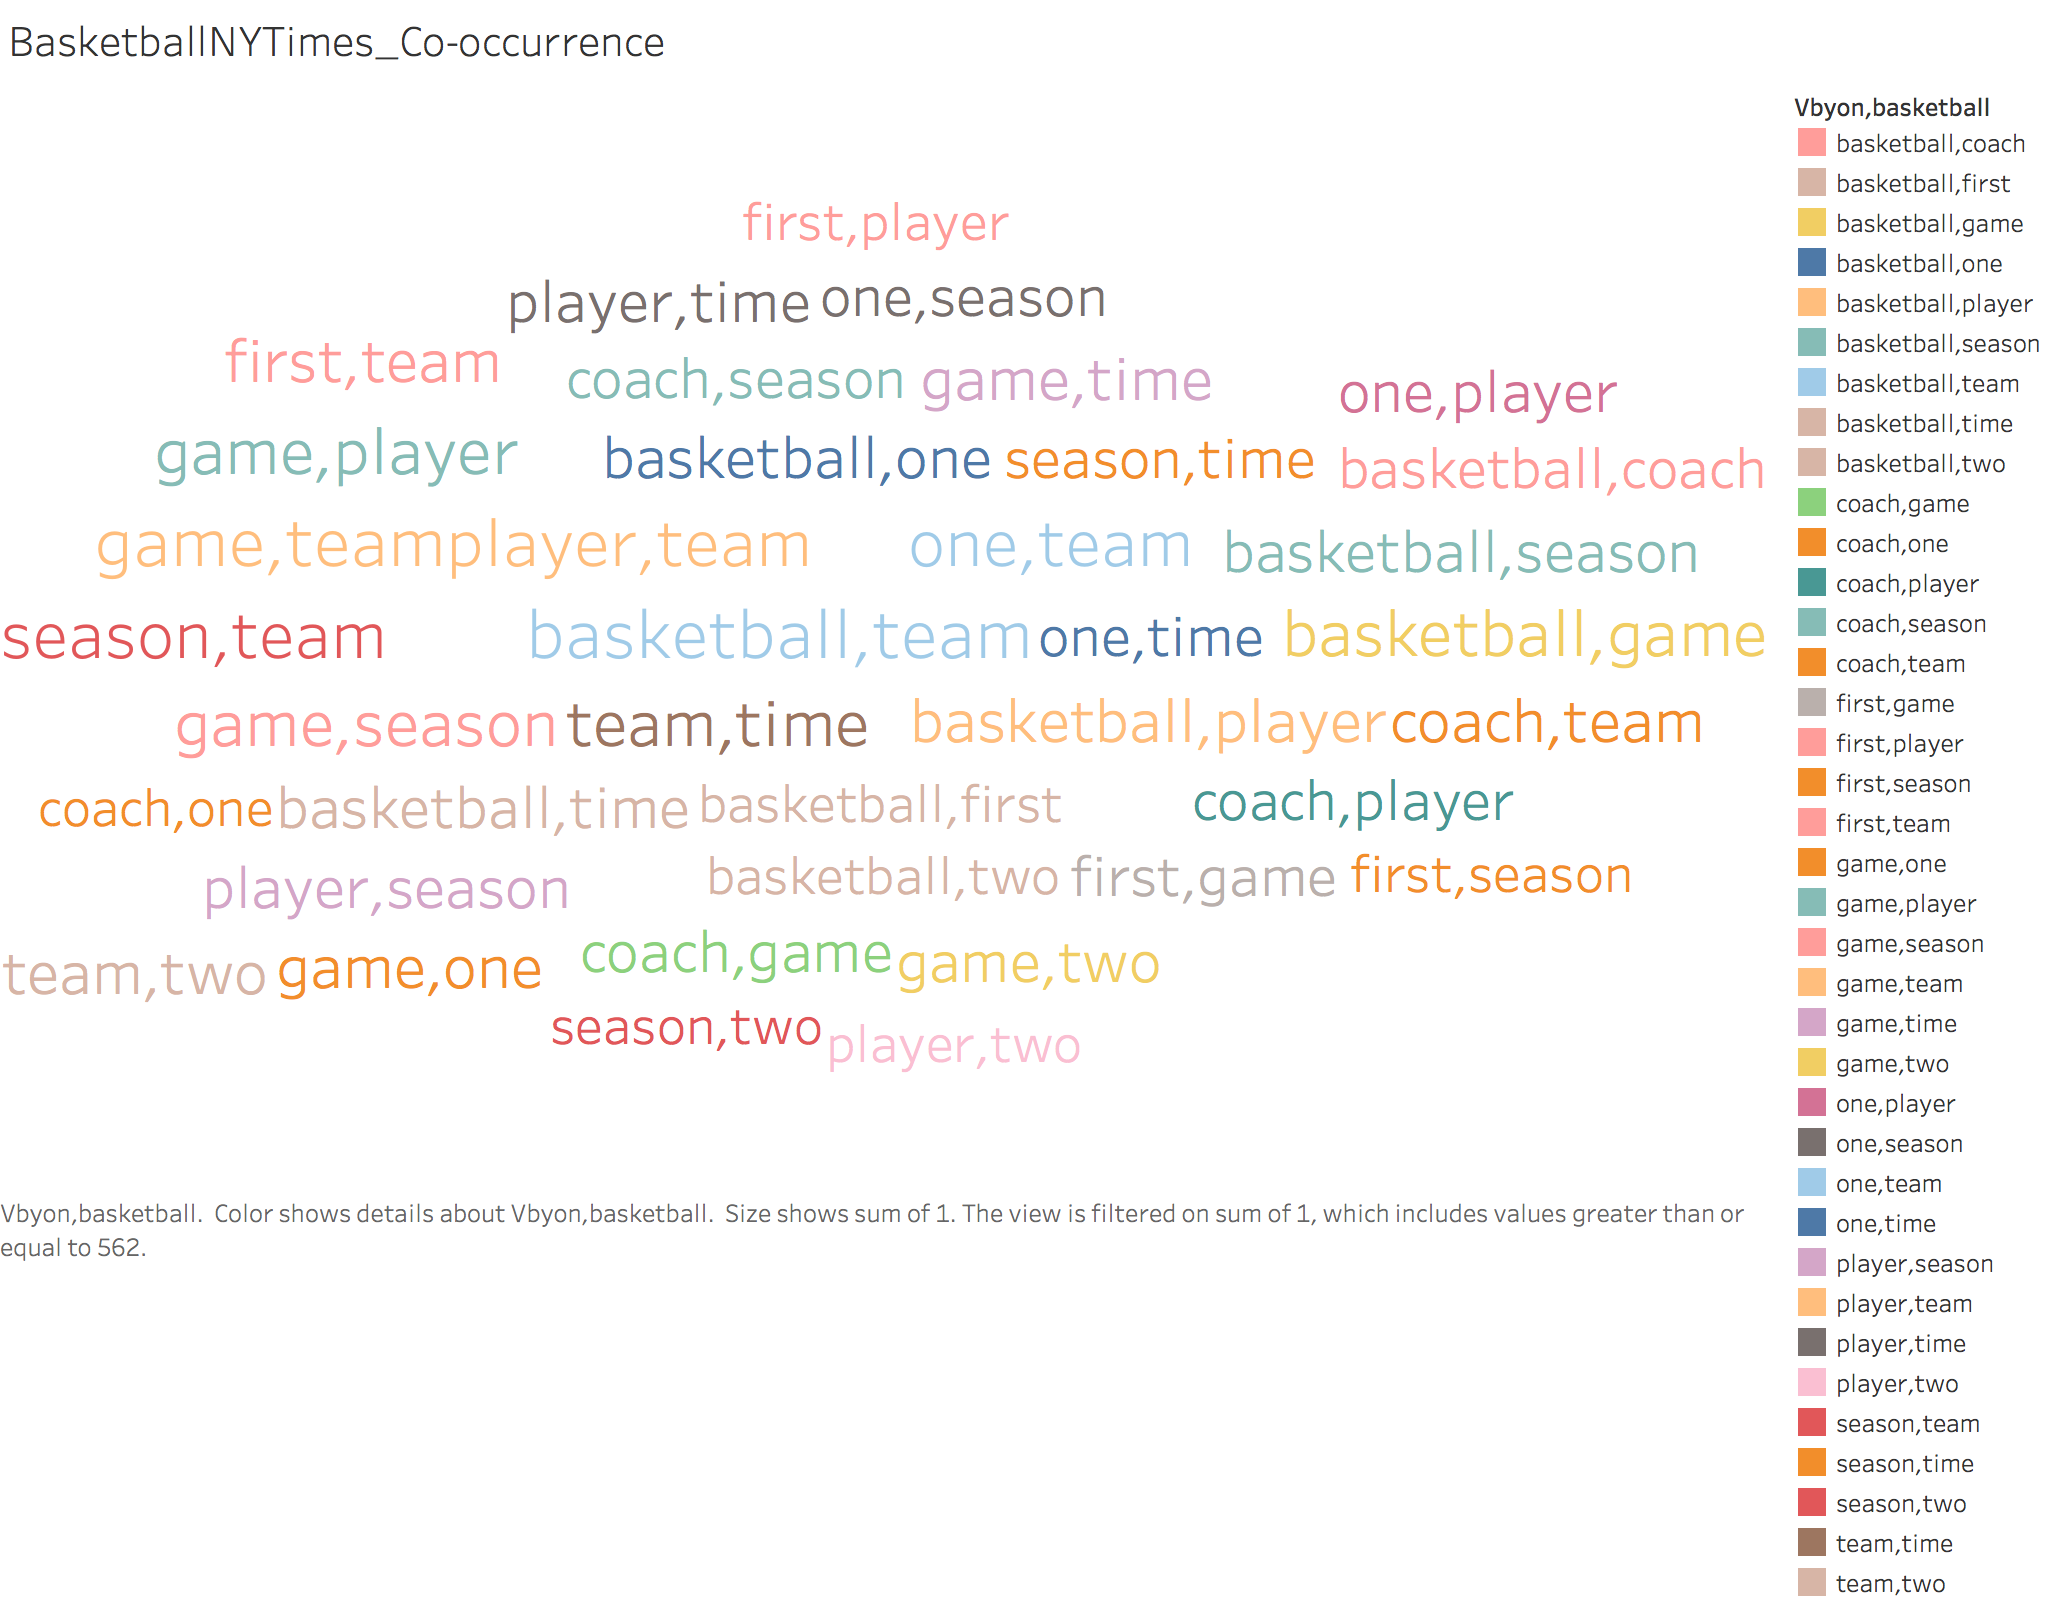 BasketballNYTimes_Co-occurrence
first,player
player,time one,season
first,team
coach,season game,time
one,player
game,player
basketball,one season,time
basketball,coach
game,team player,team
one,team
basketball,season
season,team
basketball,team one,time basketball,game
game,season team,time
basketball,player coach,team
coach,one basketball,time basketball,first
coach,player
player,season
basketball,two first,game first,season
team,two game,one
coach,game game,two
season,two player,two
Vbyon,basketball.  Color shows details about Vbyon,basketball.  Size shows sum of 1. The view is filtered on sum of 1, which includes values greater than or
equal to 562.
Vbyon,basketball
basketball,coach
basketball,first
basketball,game
basketball,one
basketball,player
basketball,season
basketball,team
basketball,time
basketball,two
coach,game
coach,one
coach,player
coach,season
coach,team
first,game
first,player
first,season
first,team
game,one
game,player
game,season
game,team
game,time
game,two
one,player
one,season
one,team
one,time
player,season
player,team
player,time
player,two
season,team
season,time
season,two
team,time
team,two